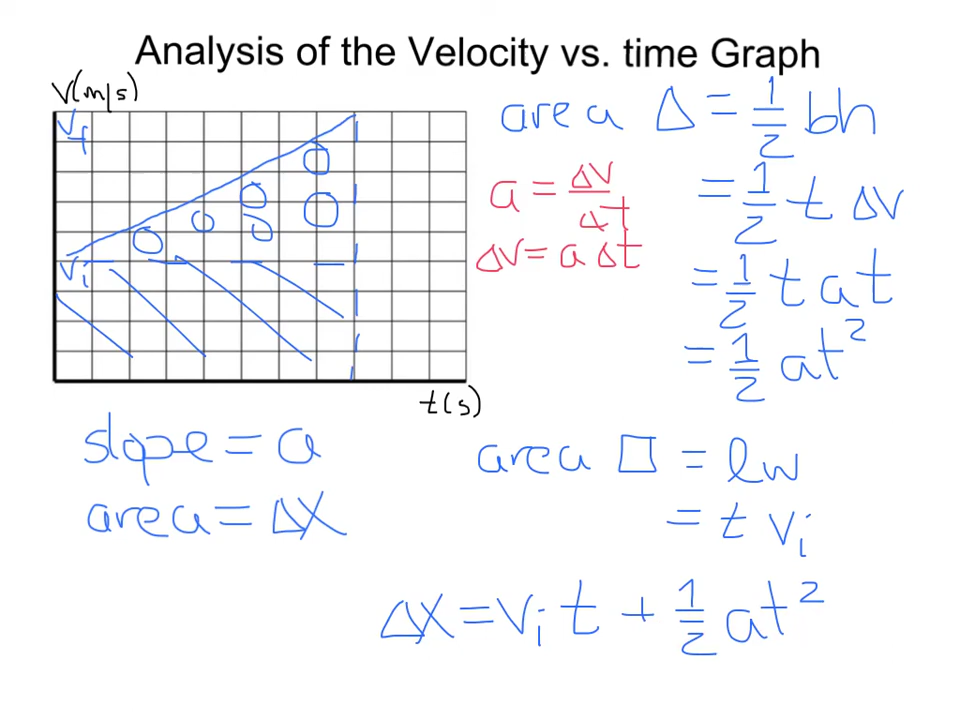 Analysis of the Velocity vs. time Graph
V(m/s)
Vf
Vi
t(s)
area Δ = 1/2 bh
= 1/2 t Δv
= 1/2 t at
= 1/2 at²
a = Δv/Δt
Δv = a Δt
slope = a
area = Δx
area □ = lw
= t vi
Δx = vi t + 1/2 at²